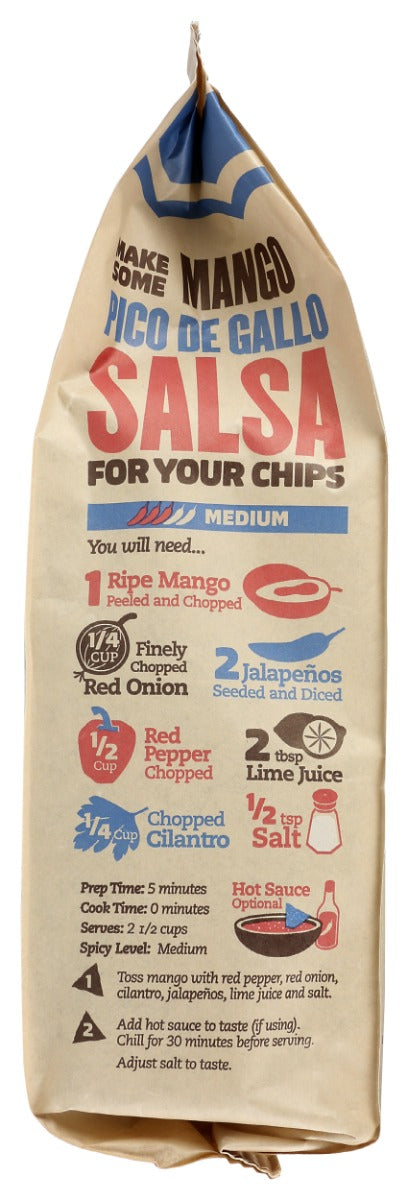 MAKE
SOME MANGO
PICO DE GALLO
SALSA
FOR YOUR CHIPS
MEDIUM
You will need...
1 Ripe Mango
Peeled and Chopped
1/4
CUP
Finely
Chopped
Red Onion
2 Jalapeños
Seeded and Diced
1/2
Cup
Red
Pepper
Chopped
2 tbsp
Lime Juice
1/4 Cup
Chopped
Cilantro
1/2 tsp
Salt
Prep Time: 5 minutes
Cook Time: 0 minutes
Serves: 2 1/2 cups
Spicy Level: Medium
Hot Sauce
Optional
1 Toss mango with red pepper, red onion,
cilantro, jalapeños, lime juice and salt.
2 Add hot sauce to taste (if using).
Chill for 30 minutes before serving.
Adjust salt to taste.